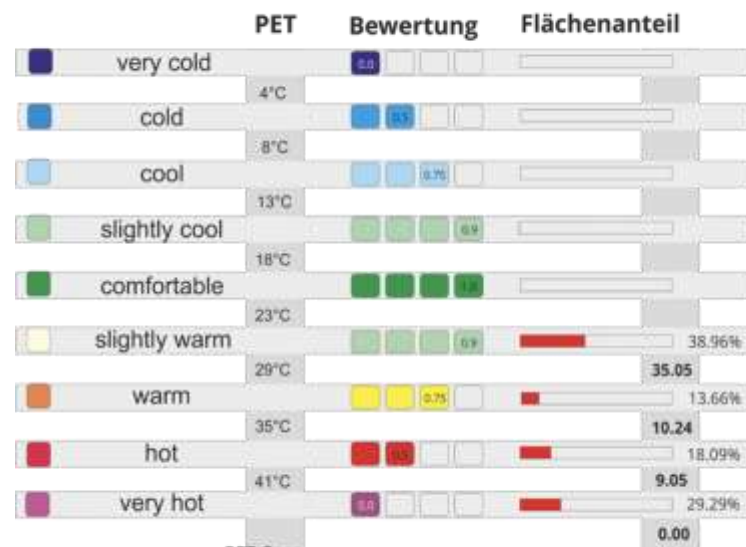 PET Bewertung Flächenanteil
very cold 0.0
4°C
cold 0.5
8°C
cool 0.75
13°C
slightly cool 0.9
18°C
comfortable
23°C
slightly warm 0.9 38.96%
29°C 35.05
warm 0.75 13.66%
35°C 10.24
hot 0.5 18.09%
41°C 9.05
very hot 0.0 29.29%
0.00